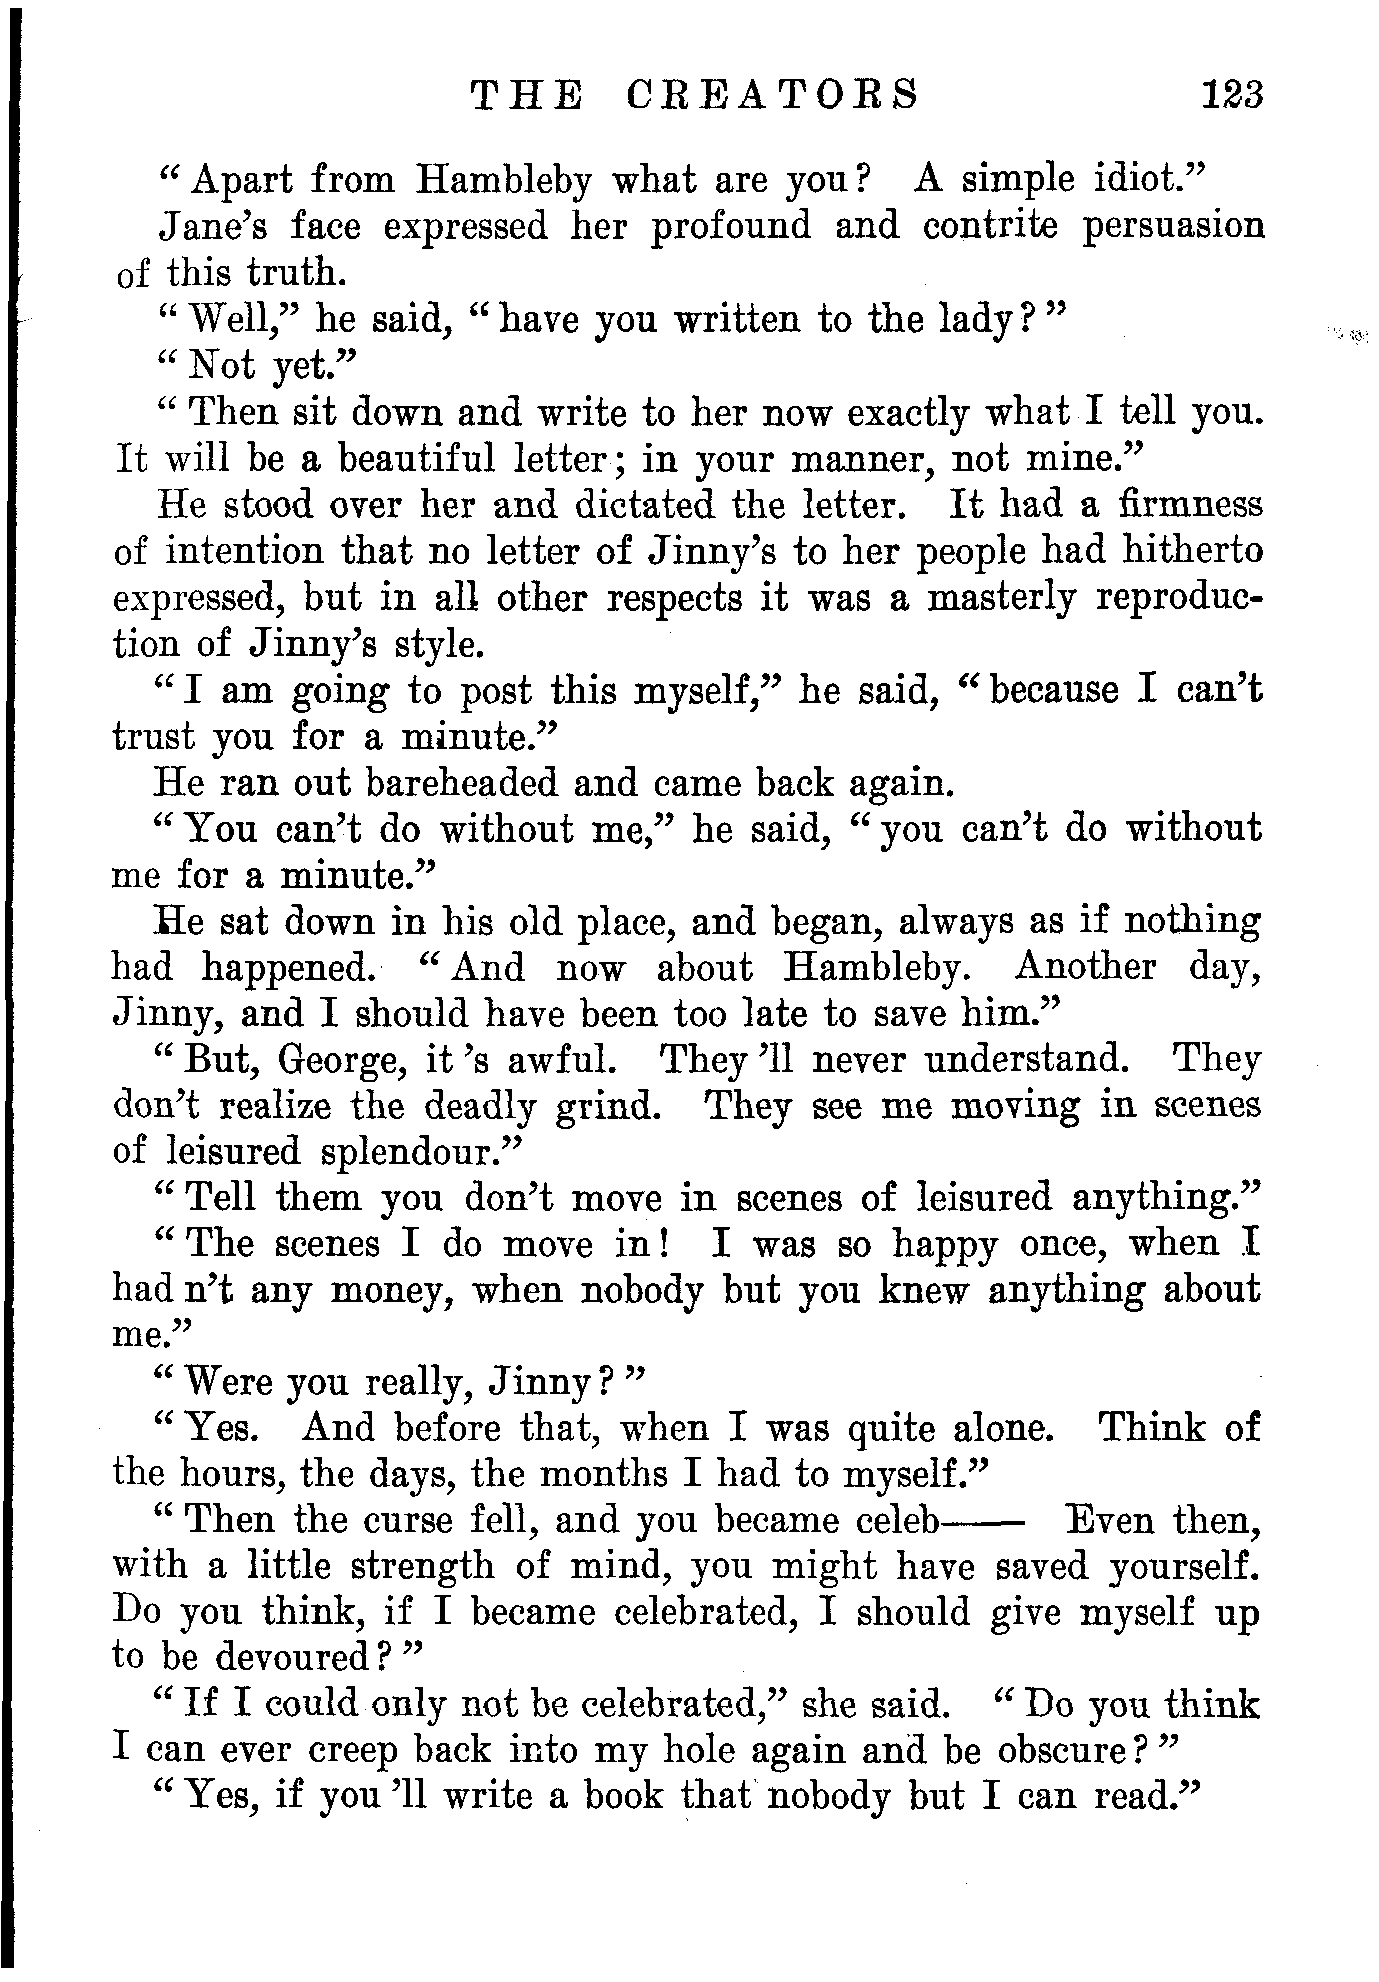 THE CREATORS 123
“Apart from Hambleby what are you? A simple idiot.”
Jane’s face expressed her profound and contrite persuasion
of this truth.
“Well,” he said, “have you written to the lady?”
“Not yet.”
“Then sit down and write to her now exactly what I tell you.
It will be a beautiful letter; in your manner, not mine.”
He stood over her and dictated the letter. It had a firmness
of intention that no letter of Jinny’s to her people had hitherto
expressed, but in all other respects it was a masterly reproduc-
tion of Jinny’s style.
“I am going to post this myself,” he said, “because I can’t
trust you for a minute.”
He ran out bareheaded and came back again.
“You can’t do without me,” he said, “you can’t do without
me for a minute.”
He sat down in his old place, and began, always as if nothing
had happened. “And now about Hambleby. Another day,
Jinny, and I should have been too late to save him.”
“But, George, it ’s awful. They ’ll never understand. They
don’t realize the deadly grind. They see me moving in scenes
of leisured splendour.”
“Tell them you don’t move in scenes of leisured anything.”
“The scenes I do move in! I was so happy once, when I
had n’t any money, when nobody but you knew anything about
me.”
“Were you really, Jinny?”
“Yes. And before that, when I was quite alone. Think of
the hours, the days, the months I had to myself.”
“Then the curse fell, and you became celeb—— Even then,
with a little strength of mind, you might have saved yourself.
Do you think, if I became celebrated, I should give myself up
to be devoured?”
“If I could only not be celebrated,” she said. “Do you think
I can ever creep back into my hole again and be obscure?”
“Yes, if you ’ll write a book that nobody but I can read.”